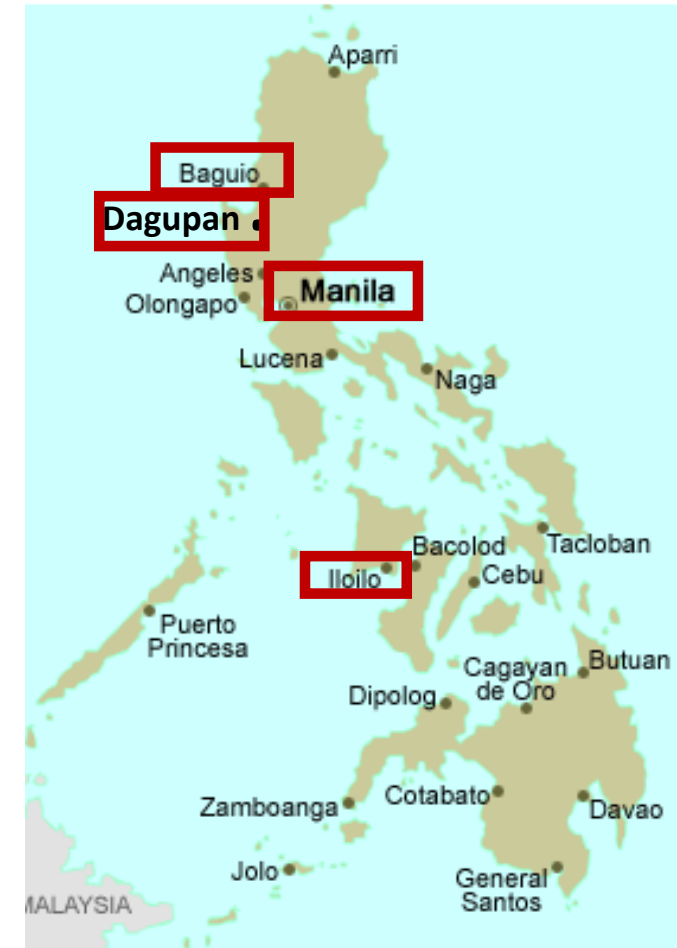 Aparri
Baguio
Dagupan
Angeles
Manila
Olongapo
Lucena
Naga
Bacolod
Tacloban
Iloilo
Cebu
Puerto
Princesa
Cagayan
de Oro
Butuan
Dipolog
Cotabato
Zamboanga
Davao
Jolo
General
Santos
MALAYSIA